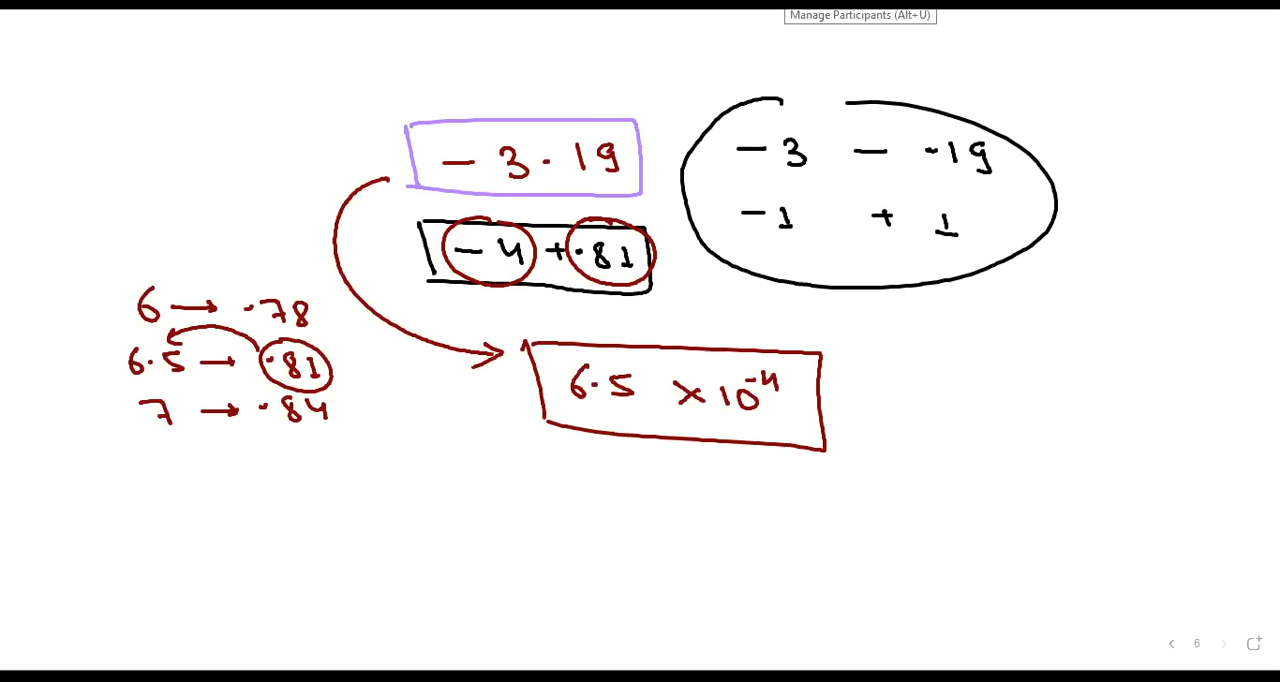 Manage Participants (Alt+U)
- 3.19
- 3 - .19
- 1 + 1
- 4 + .81
6 → .78
6.5 → .81
7 → .84
6.5 × 10⁻⁴
6